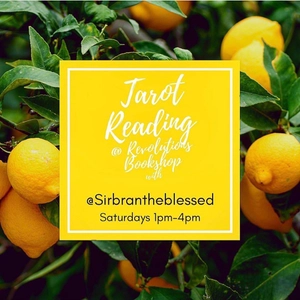 Tarot
Reading
@ Revolutions
Bookshop
with
@Sirbrantheblessed
Saturdays 1pm-4pm